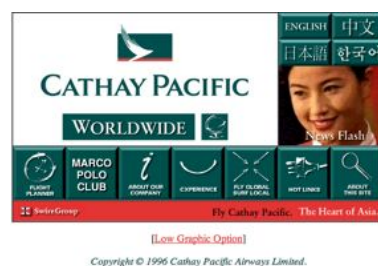 ENGLISH 中文
日本語 한국어
CATHAY PACIFIC
WORLDWIDE
News Flash
FLIGHT PLANNER
MARCO POLO CLUB
ABOUT OUR COMPANY
EXPERIENCE
FLY GLOBAL SURF LOCAL
HOT LINKS
ABOUT THIS SITE
Swire Group
Fly Cathay Pacific. The Heart of Asia.
[Low Graphic Option]
Copyright © 1996 Cathay Pacific Airways Limited.